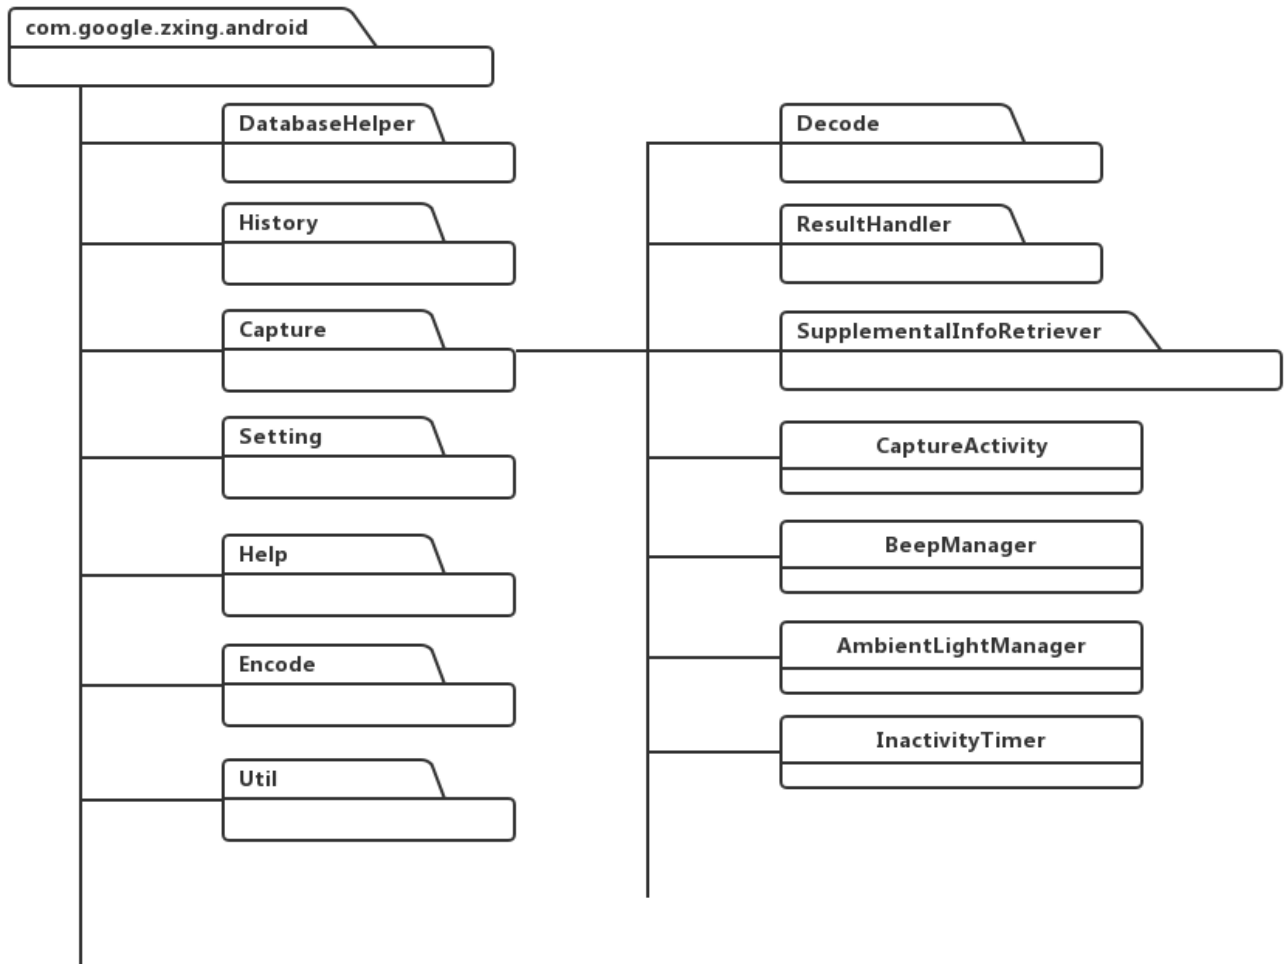 com.google.zxing.android
DatabaseHelper
History
Capture
Setting
Help
Encode
Util
Decode
ResultHandler
SupplementalInfoRetriever
CaptureActivity
BeepManager
AmbientLightManager
InactivityTimer